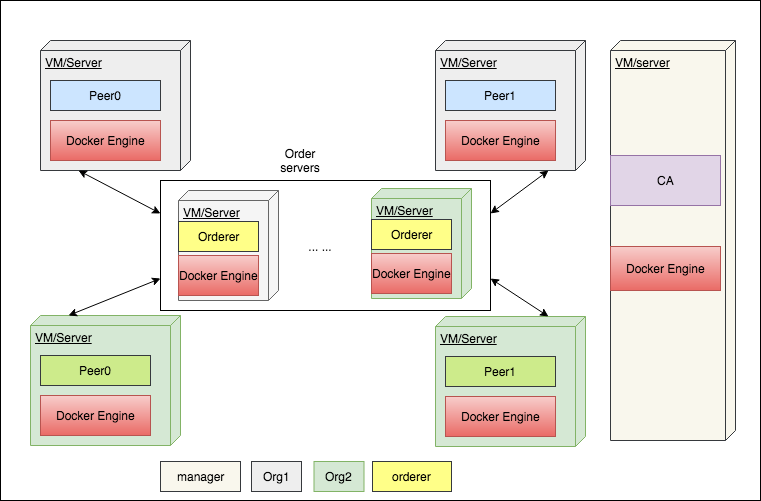 VM/Server
Peer0
Docker Engine
VM/Server
Peer1
Docker Engine
VM/server
CA
Docker Engine
Order
servers
VM/Server
Orderer
Docker Engine
... ...
VM/Server
Orderer
Docker Engine
VM/Server
Peer0
Docker Engine
VM/Server
Peer1
Docker Engine
manager
Org1
Org2
orderer